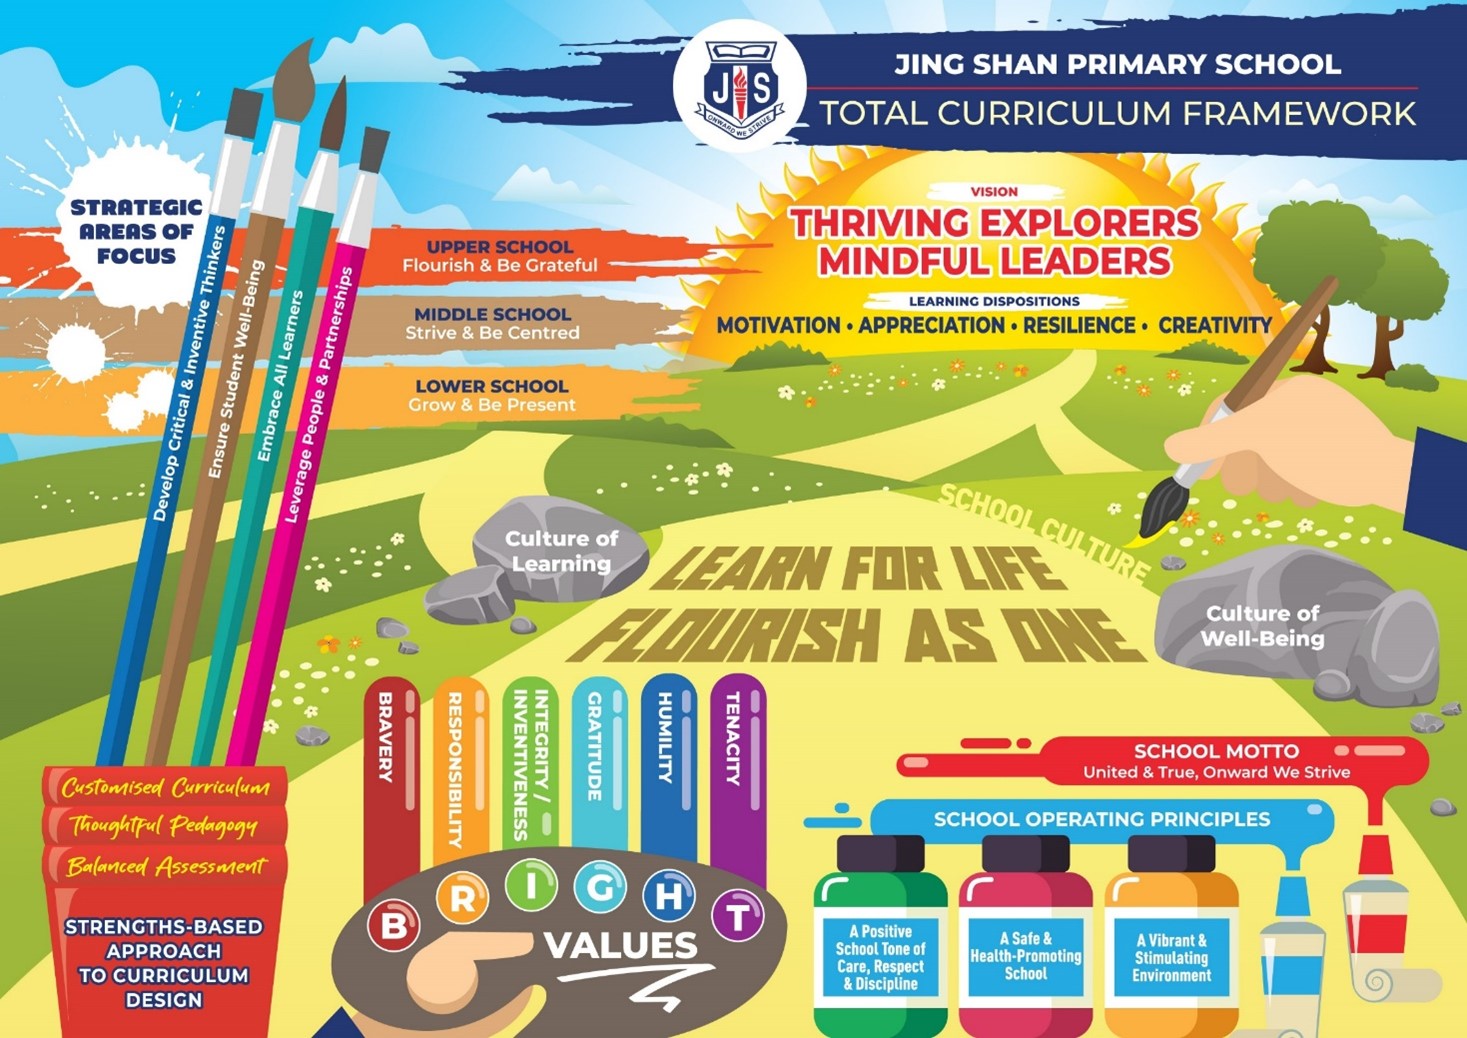 JS
ONWARD WE STRIVE
JING SHAN PRIMARY SCHOOL
TOTAL CURRICULUM FRAMEWORK
STRATEGIC
AREAS OF
FOCUS
Develop Critical & Inventive Thinkers
Ensure Student Well-Being
Embrace All Learners
Leverage People & Partnerships
UPPER SCHOOL
Flourish & Be Grateful
MIDDLE SCHOOL
Strive & Be Centred
LOWER SCHOOL
Grow & Be Present
VISION
THRIVING EXPLORERS
MINDFUL LEADERS
LEARNING DISPOSITIONS
MOTIVATION • APPRECIATION • RESILIENCE • CREATIVITY
SCHOOL CULTURE
Culture of
Learning
LEARN FOR LIFE
FLOURISH AS ONE
Culture of
Well-Being
BRAVERY
RESPONSIBILITY
INTEGRITY /
INVENTIVENESS
GRATITUDE
HUMILITY
TENACITY
B R I G H T
VALUES
Customised Curriculum
Thoughtful Pedagogy
Balanced Assessment
STRENGTHS-BASED
APPROACH
TO CURRICULUM
DESIGN
SCHOOL MOTTO
United & True, Onward We Strive
SCHOOL OPERATING PRINCIPLES
A Positive
School Tone of
Care, Respect
& Discipline
A Safe &
Health-Promoting
School
A Vibrant &
Stimulating
Environment